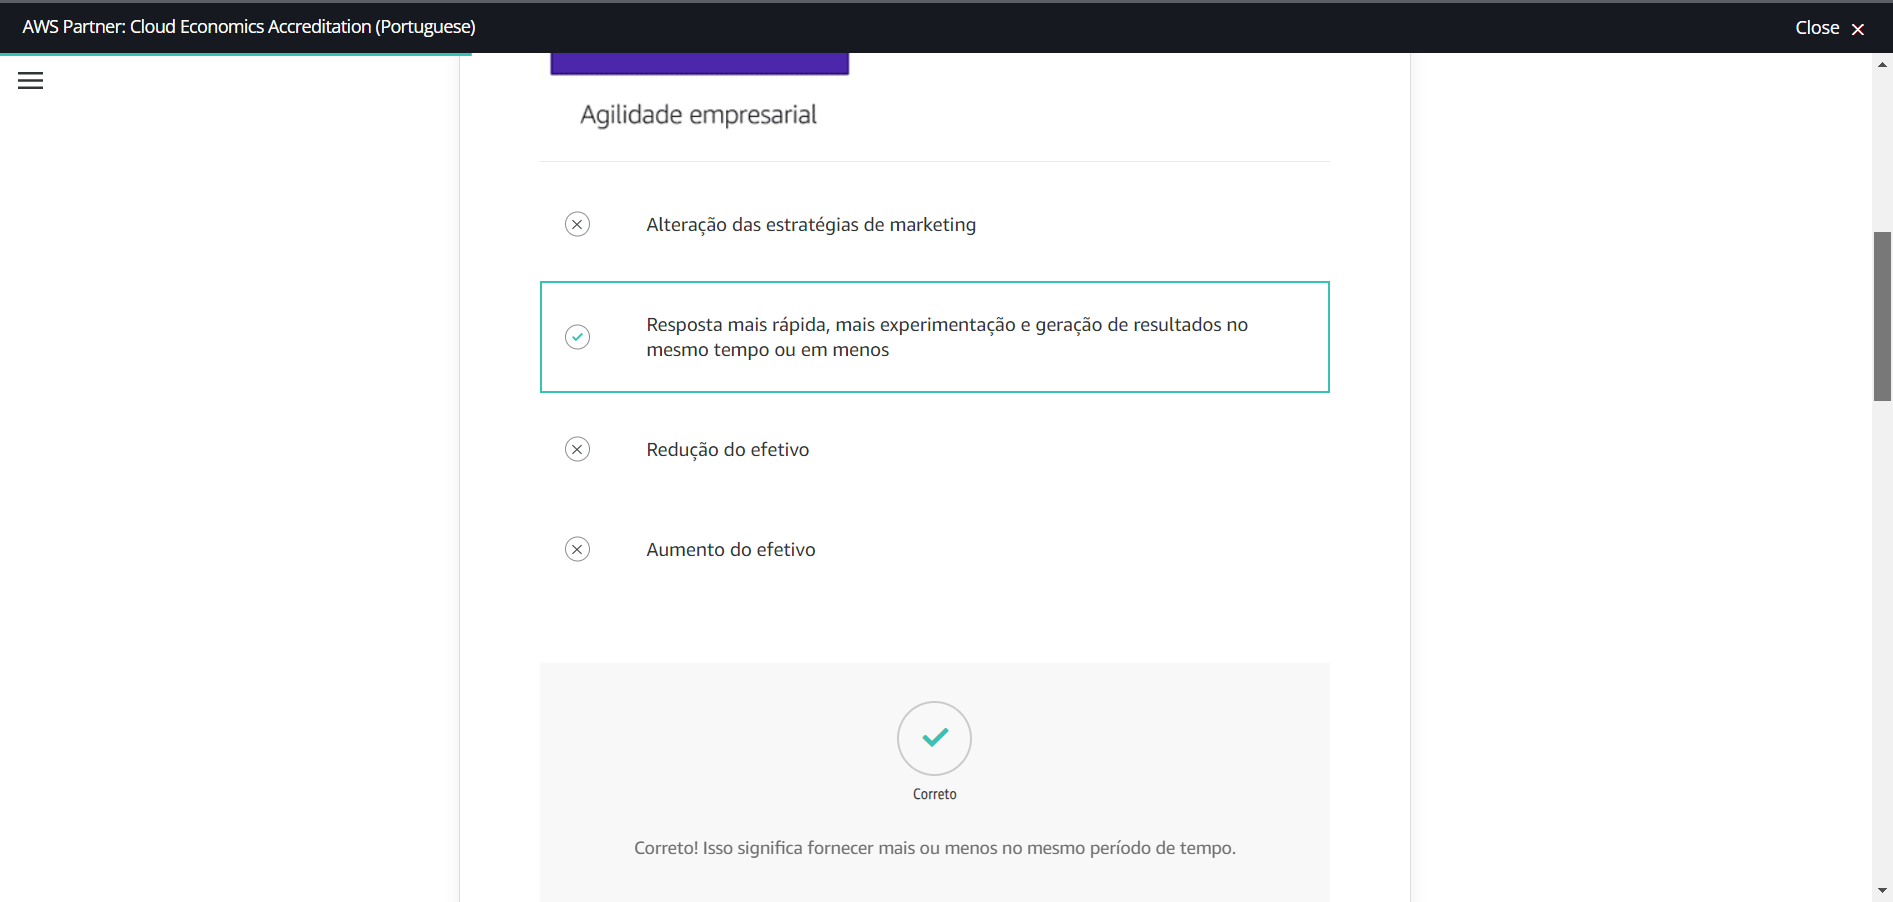 AWS Partner: Cloud Economics Accreditation (Portuguese)
Close
Agilidade empresarial
Alteração das estratégias de marketing
Resposta mais rápida, mais experimentação e geração de resultados no
mesmo tempo ou em menos
Redução do efetivo
Aumento do efetivo
Correto
Correto! Isso significa fornecer mais ou menos no mesmo período de tempo.